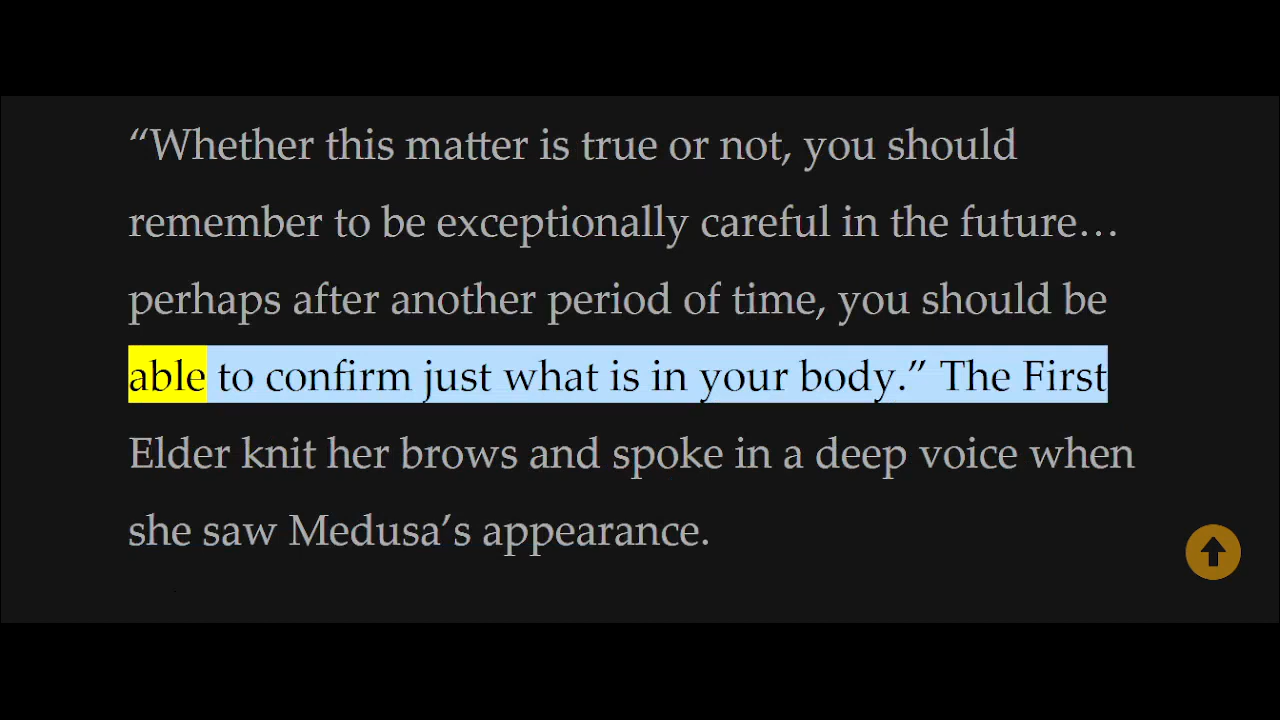 “Whether this matter is true or not, you should
remember to be exceptionally careful in the future…
perhaps after another period of time, you should be
able to confirm just what is in your body.” The First
Elder knit her brows and spoke in a deep voice when
she saw Medusa’s appearance.